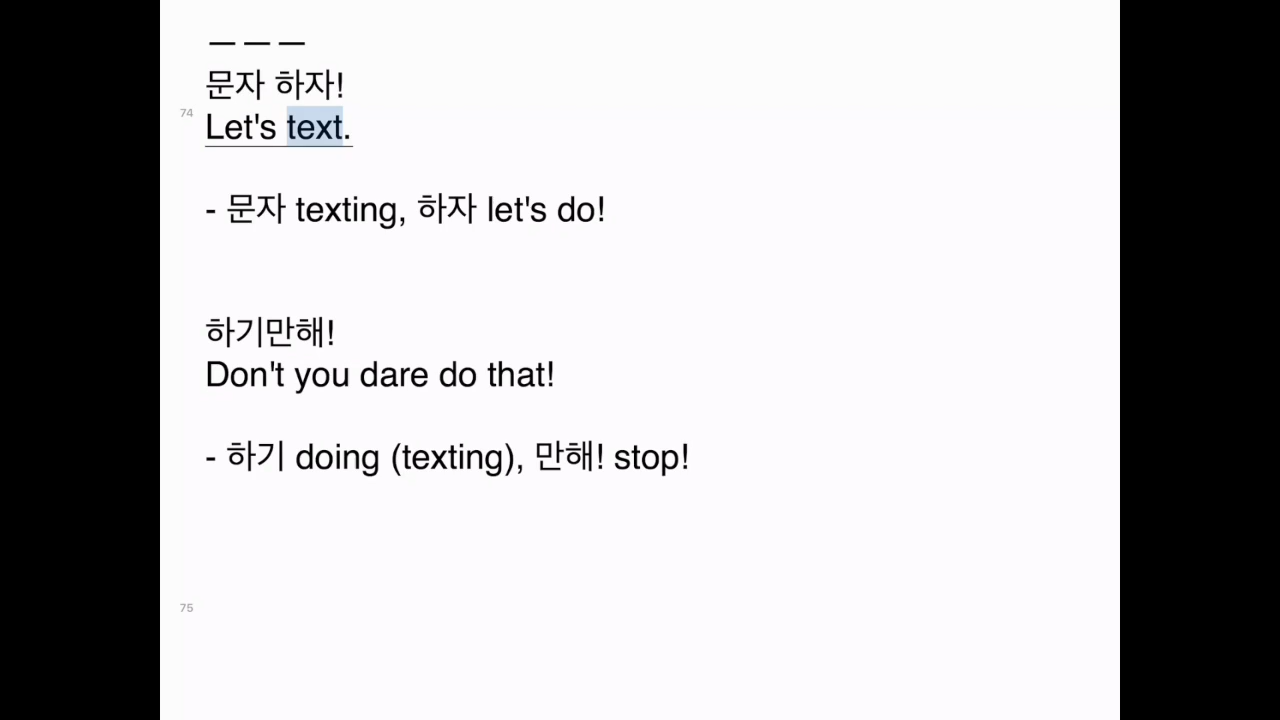 ———
문자 하자!
74
Let's text.
- 문자 texting, 하자 let's do!
하기만해!
Don't you dare do that!
- 하기 doing (texting), 만해! stop!
75